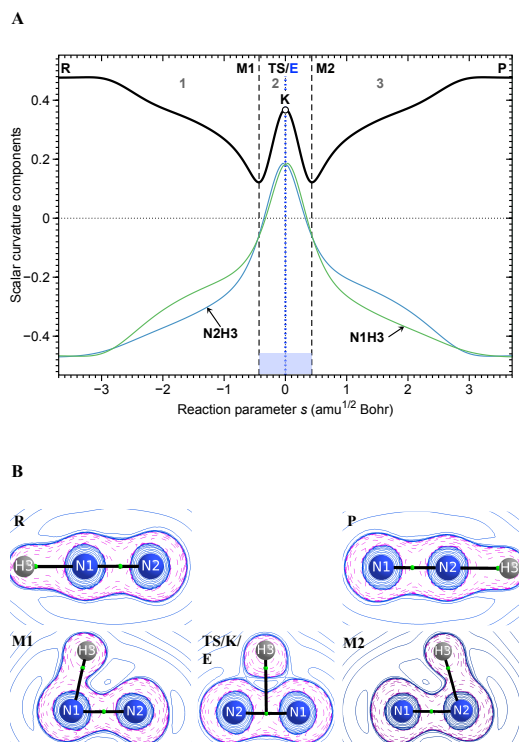 A
R M1 TS/E M2 P
1 2 3
K
0.4
0.2
0
−0.2
−0.4
Scalar curvature components
N2H3 N1H3
−3 −2 −1 0 1 2 3
Reaction parameter s (amu1/2 Bohr)
B
R P
H3 N1 N2 N1 N2 H3
M1 TS/K/ M2
E
H3 H3 H3
N1 N2 N2 N1 N1 N2